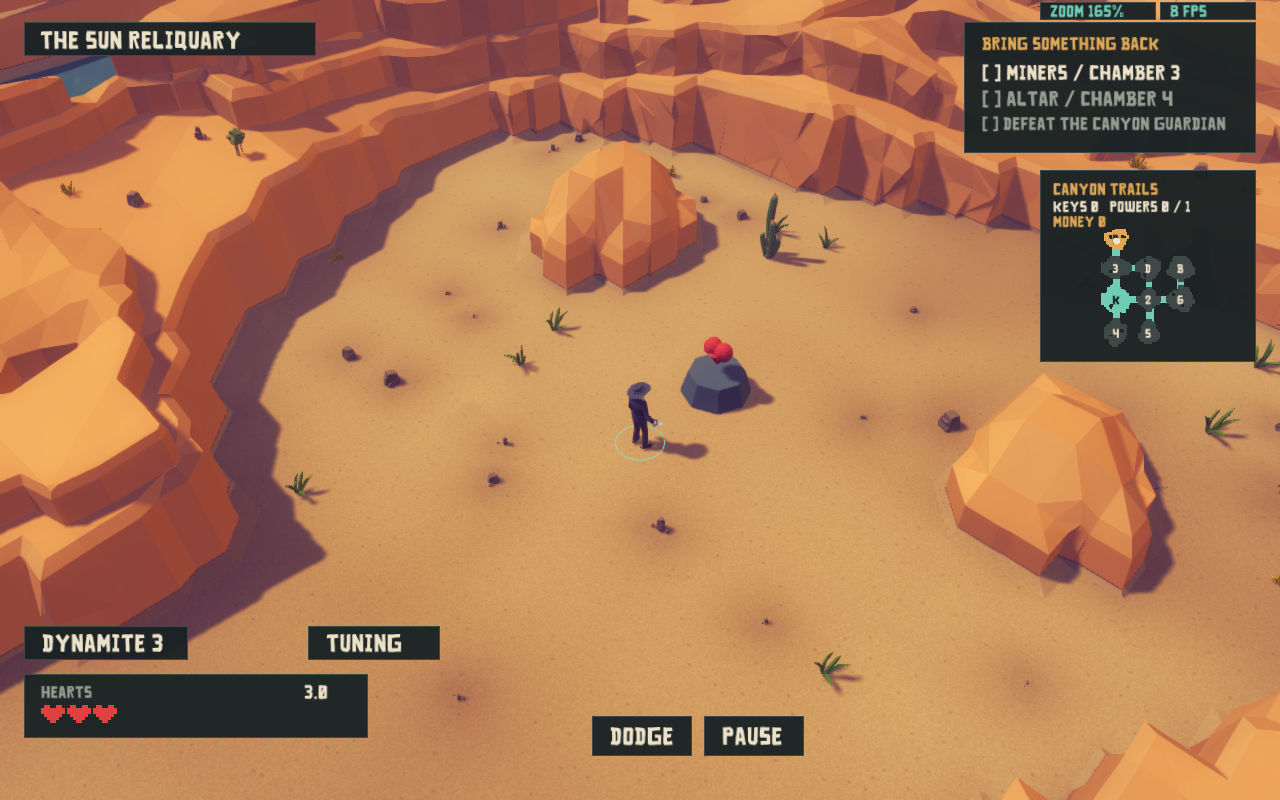 THE SUN RELIQUARY
ZOOM 165%
8 FPS
BRING SOMETHING BACK
[ ] MINERS / CHAMBER 3
[ ] ALTAR / CHAMBER 4
[ ] DEFEAT THE CANYON GUARDIAN
CANYON TRAILS
KEYS 0 POWERS 0 / 1
MONEY 0
3 D B
K 2 6
4 5
DYNAMITE 3
TUNING
HEARTS 3.0
DODGE
PAUSE